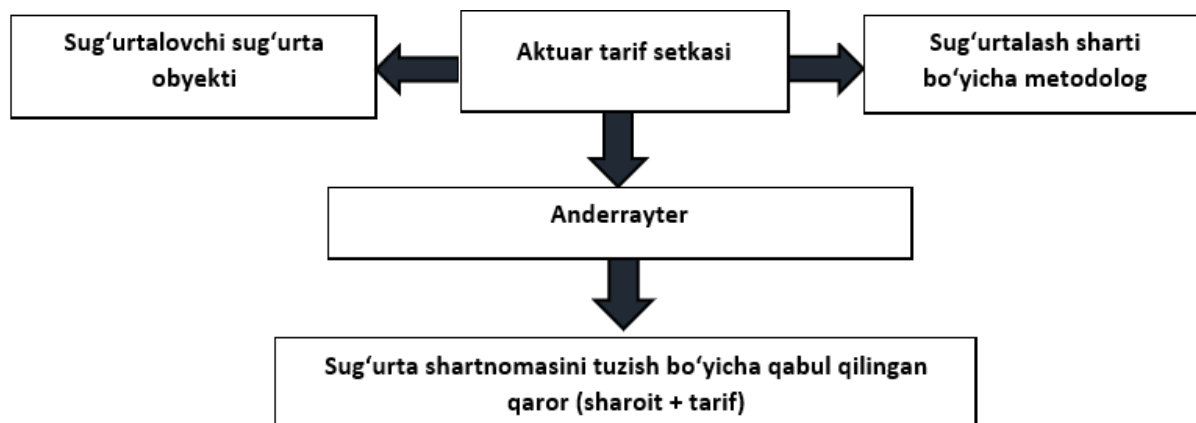 Sug‘urtalovchi sug‘urta
obyekti
Aktuar tarif setkasi
Sug‘urtalash sharti
bo‘yicha metodolog
Anderrayter
Sug‘urta shartnomasini tuzish bo‘yicha qabul qilingan
qaror (sharoit + tarif)